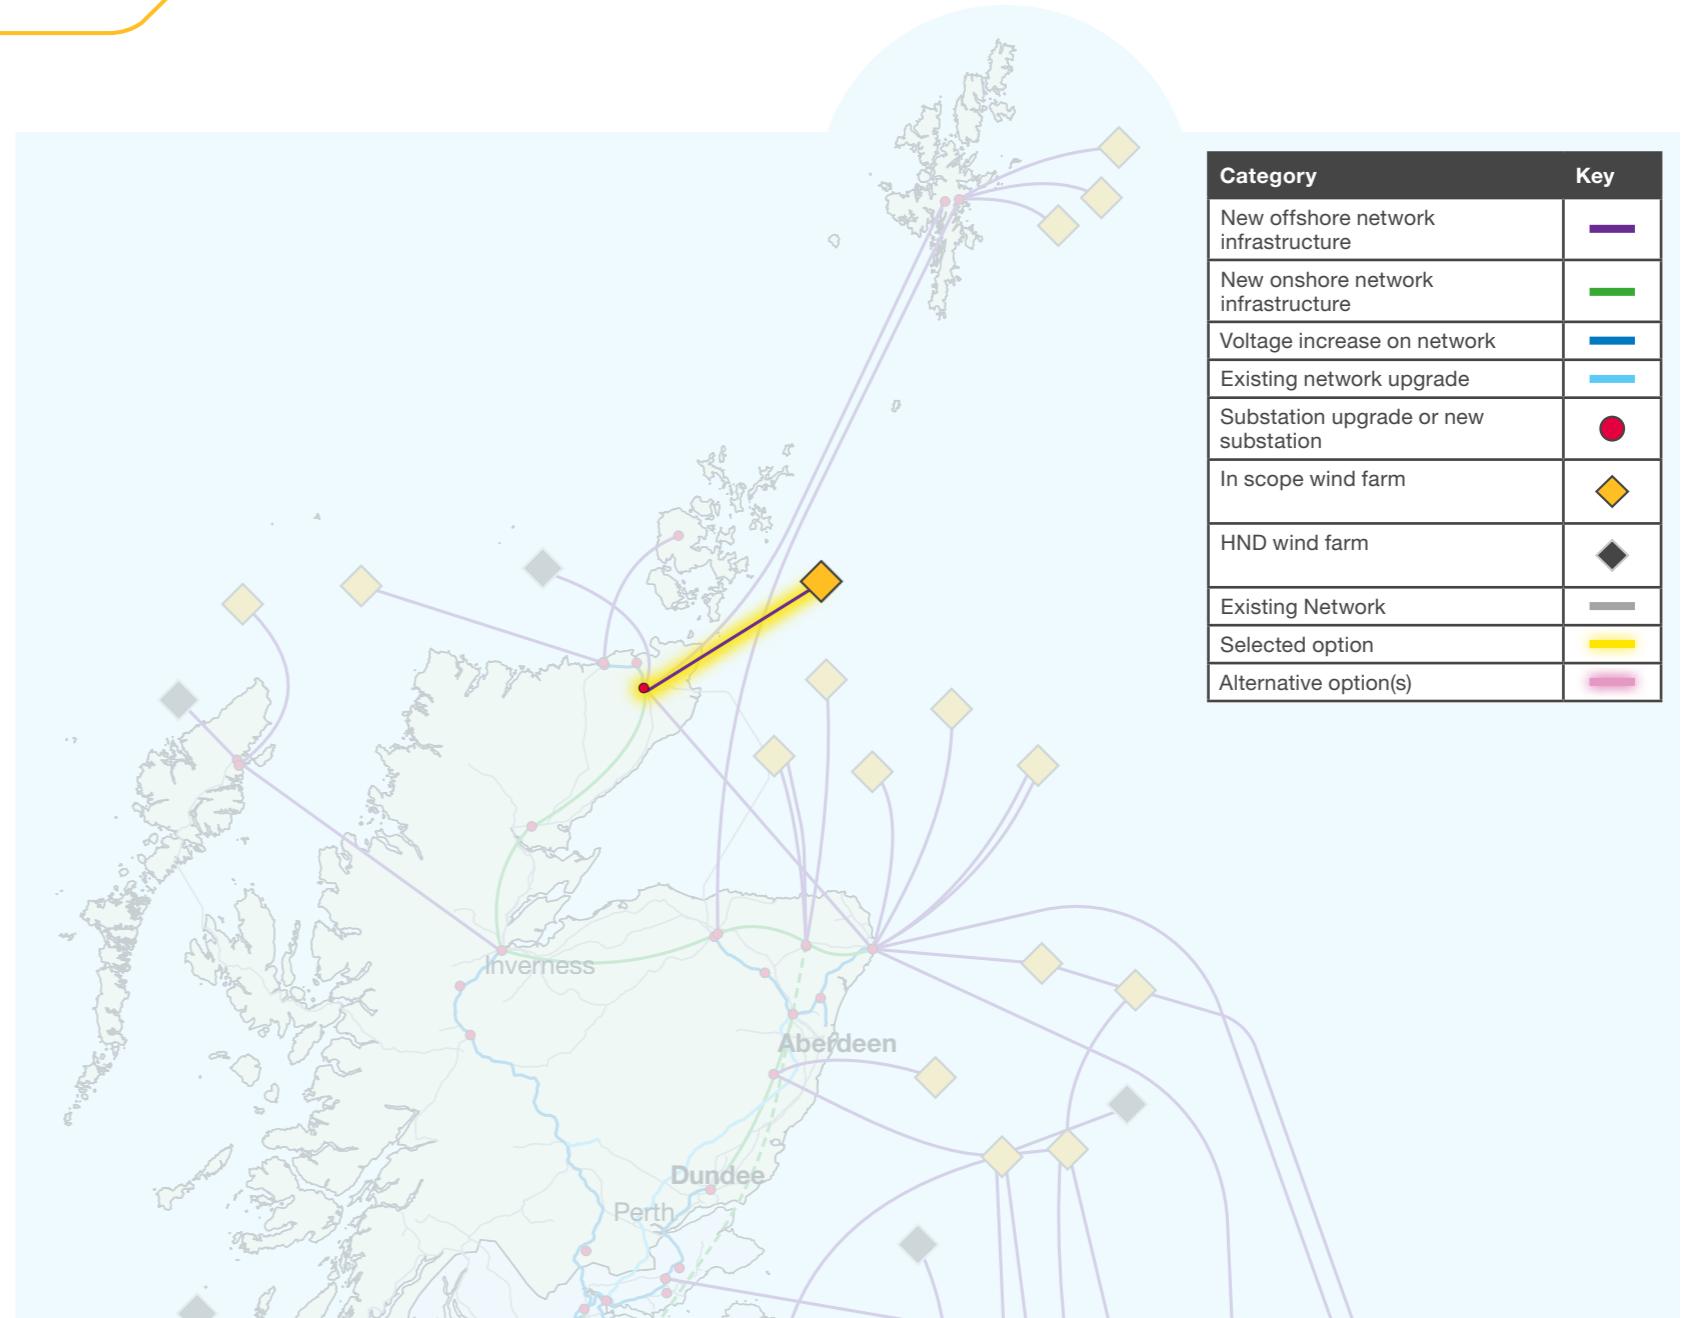 Category Key
New offshore network
infrastructure
New onshore network
infrastructure
Voltage increase on network
Existing network upgrade
Substation upgrade or new
substation
In scope wind farm
HND wind farm
Existing Network
Selected option
Alternative option(s)
Inverness
Aberdeen
Dundee
Perth